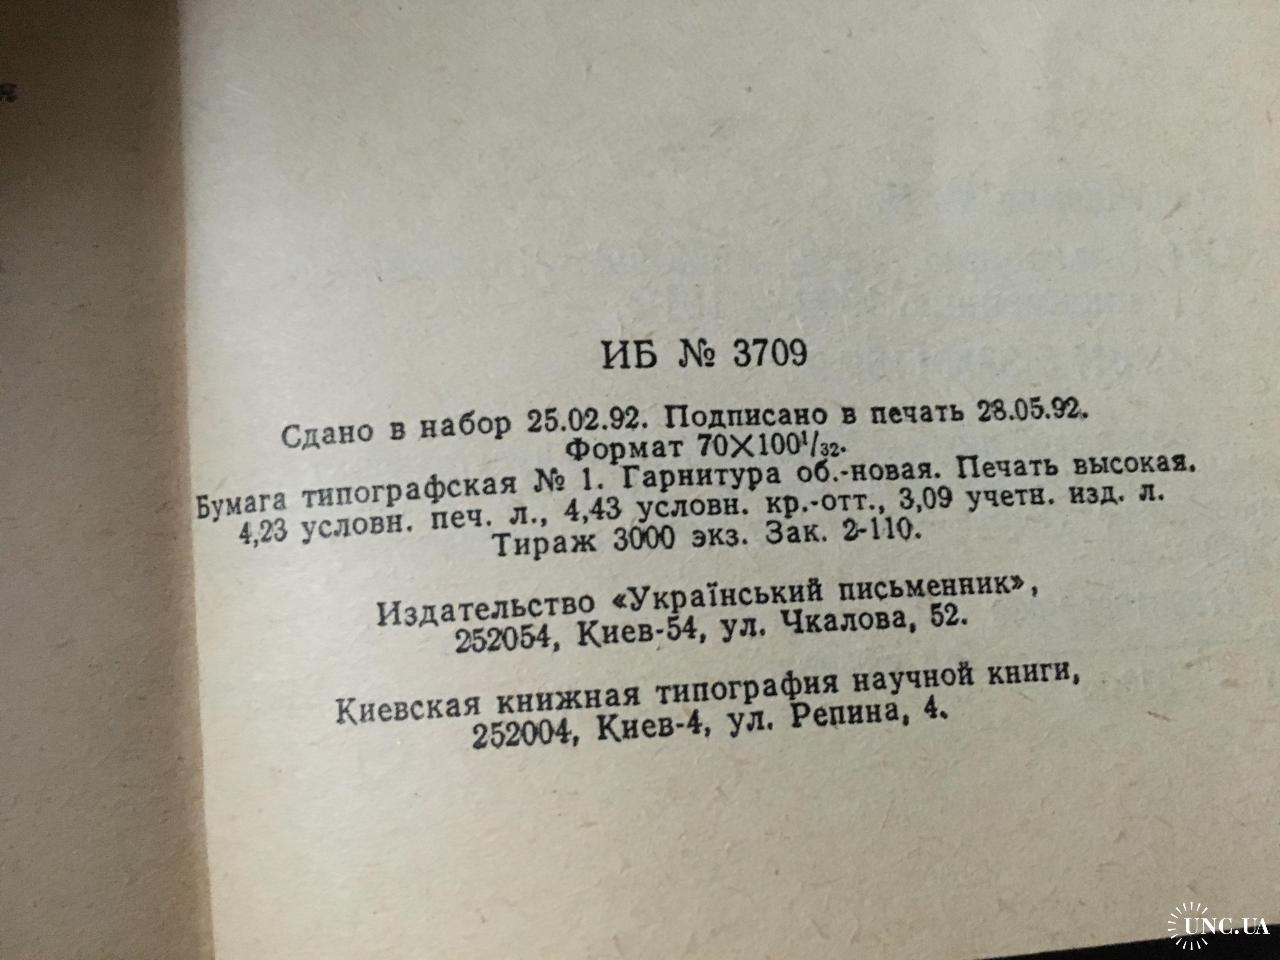 ИБ № 3709
Сдано в набор 25.02.92. Подписано в печать 28.05.92.
Формат 70X100¹/₃₂.
Бумага типографская № 1. Гарнитура об.-новая. Печать высокая.
4,23 условн. печ. л., 4,43 условн. кр.-отт., 3,09 учетн. изд. л.
Тираж 3000 экз. Зак. 2-110.
Издательство «Український письменник»,
252054, Киев-54, ул. Чкалова, 52.
Киевская книжная типография научной книги,
252004, Киев-4, ул. Репина, 4.
UNC.UA